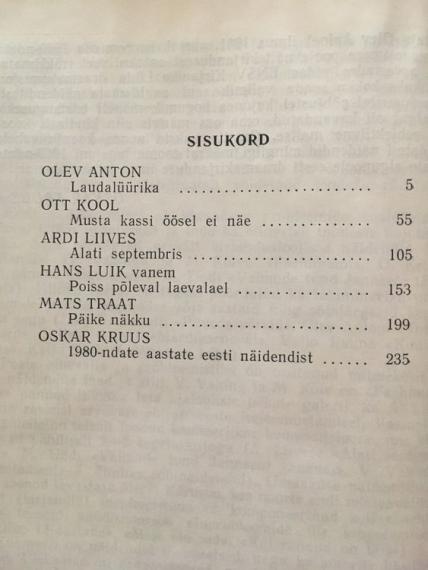 SISUKORD
OLEV ANTON
Laudalüürika ........................ 5
OTT KOOL
Musta kassi öösel ei näe .............. 55
ARDI LIIVES
Alati septembris ...................... 105
HANS LUIK vanem
Poiss põleval laevalael ................ 153
MATS TRAAT
Päike näkku .......................... 199
OSKAR KRUUS
1980-ndate aastate eesti näidendist ...... 235